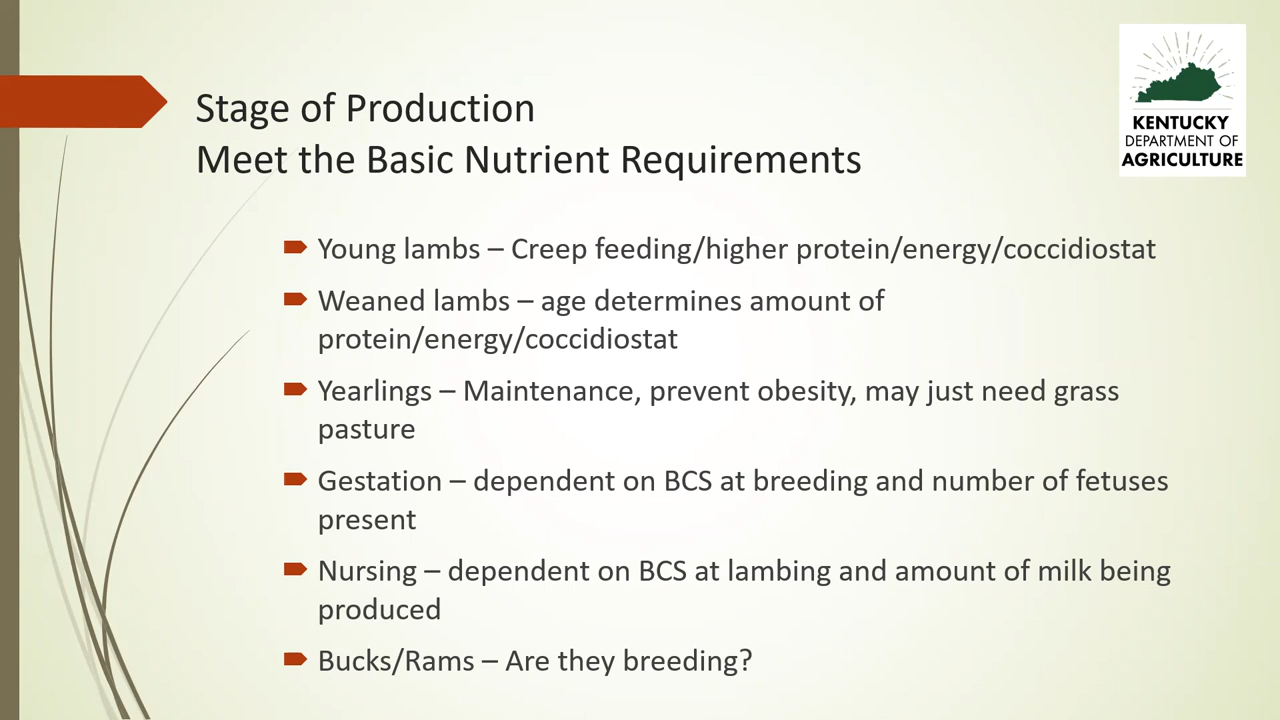 Stage of Production
Meet the Basic Nutrient Requirements
KENTUCKY
DEPARTMENT OF
AGRICULTURE
Young lambs – Creep feeding/higher protein/energy/coccidiostat
Weaned lambs – age determines amount of
protein/energy/coccidiostat
Yearlings – Maintenance, prevent obesity, may just need grass
pasture
Gestation – dependent on BCS at breeding and number of fetuses
present
Nursing – dependent on BCS at lambing and amount of milk being
produced
Bucks/Rams – Are they breeding?